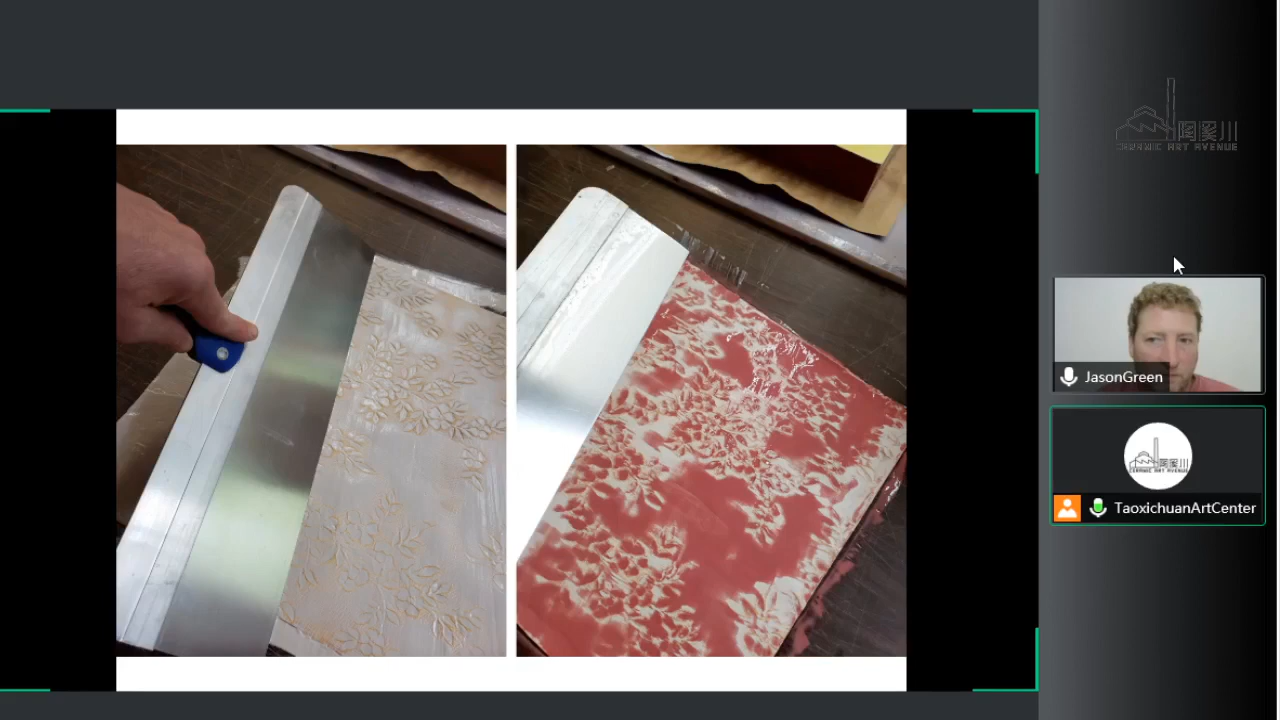 陶溪川
CERAMIC ART AVENUE
JasonGreen
陶溪川
CERAMIC ART AVENUE
TaoxichuanArtCenter